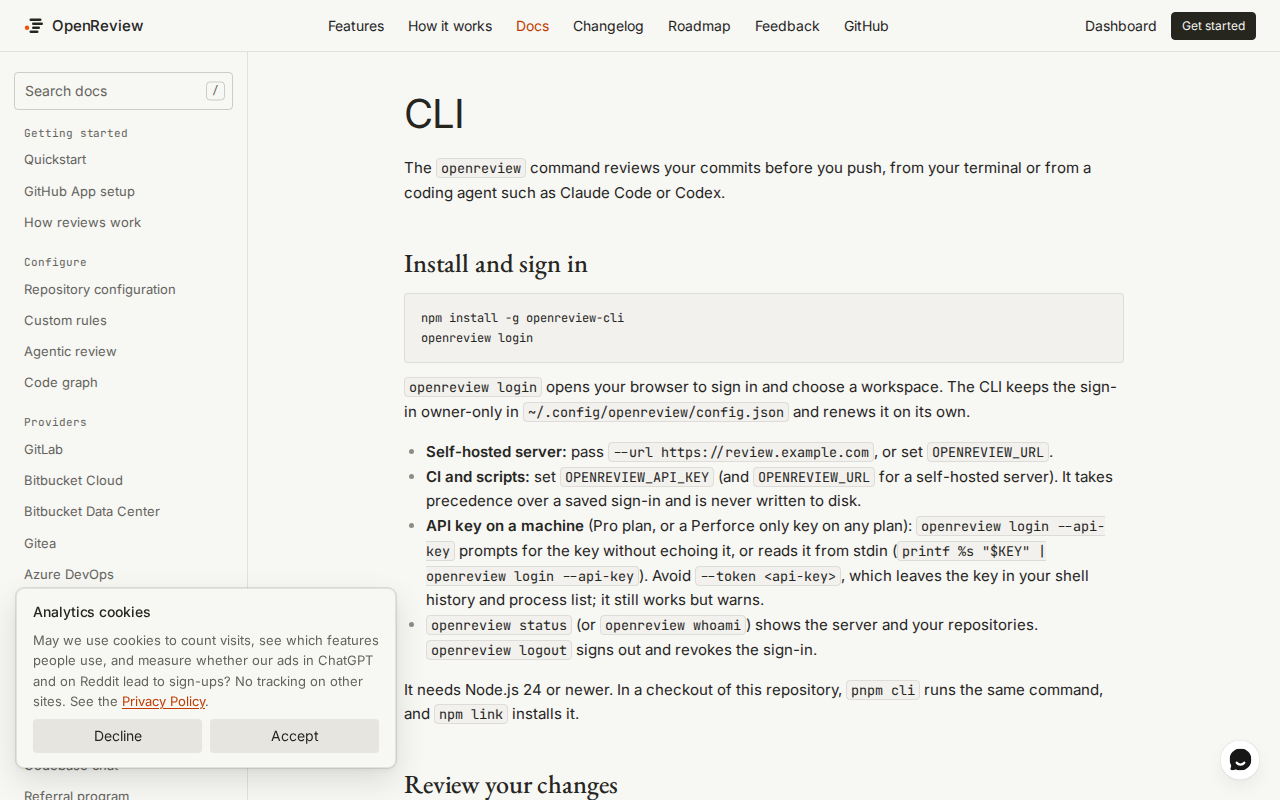 OpenReview
Features
How it works
Docs
Changelog
Roadmap
Feedback
GitHub
Dashboard
Get started
Search docs
/
Getting started
Quickstart
GitHub App setup
How reviews work
Configure
Repository configuration
Custom rules
Agentic review
Code graph
Providers
GitLab
Bitbucket Cloud
Bitbucket Data Center
Gitea
Azure DevOps
Analytics cookies
May we use cookies to count visits, see which features
people use, and measure whether our ads in ChatGPT
and on Reddit lead to sign-ups? No tracking on other
sites. See the Privacy Policy.
Decline
Accept
Codebase chat
Referral program
CLI
The openreview command reviews your commits before you push, from your terminal or from a
coding agent such as Claude Code or Codex.
Install and sign in
npm install -g openreview-cli
openreview login
openreview login opens your browser to sign in and choose a workspace. The CLI keeps the sign-
in owner-only in ~/.config/openreview/config.json and renews it on its own.
Self-hosted server: pass --url https://review.example.com, or set OPENREVIEW_URL.
CI and scripts: set OPENREVIEW_API_KEY (and OPENREVIEW_URL for a self-hosted server). It takes
precedence over a saved sign-in and is never written to disk.
API key on a machine (Pro plan, or a Perforce only key on any plan): openreview login --api-
key prompts for the key without echoing it, or reads it from stdin (printf %s "$KEY" |
openreview login --api-key). Avoid --token <api-key>, which leaves the key in your shell
history and process list; it still works but warns.
openreview status (or openreview whoami) shows the server and your repositories.
openreview logout signs out and revokes the sign-in.
It needs Node.js 24 or newer. In a checkout of this repository, pnpm cli runs the same command,
and npm link installs it.
Review your changes